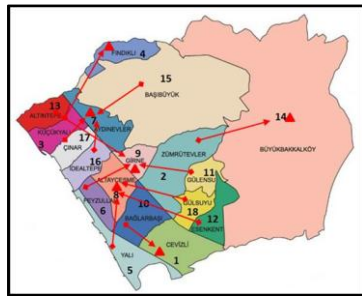 FINDIKLI 4
13
ALTINTEPE
15
BAŞIBÜYÜK
7
AYDINEVLER
KÜÇÜKYALI
3
17
ÇINAR
14
BÜYÜKBAKKALKÖY
ZÜMRÜTEVLER
16
İDEALTEPE
9
GİRNE
2
11
GÜLENSU
ALTAYÇEŞME
8
FEYZULLAH
6
10
BAĞLARBAŞI
GÜLSUYU
18
12
ESENKENT
YALI
5
CEVİZLİ
1